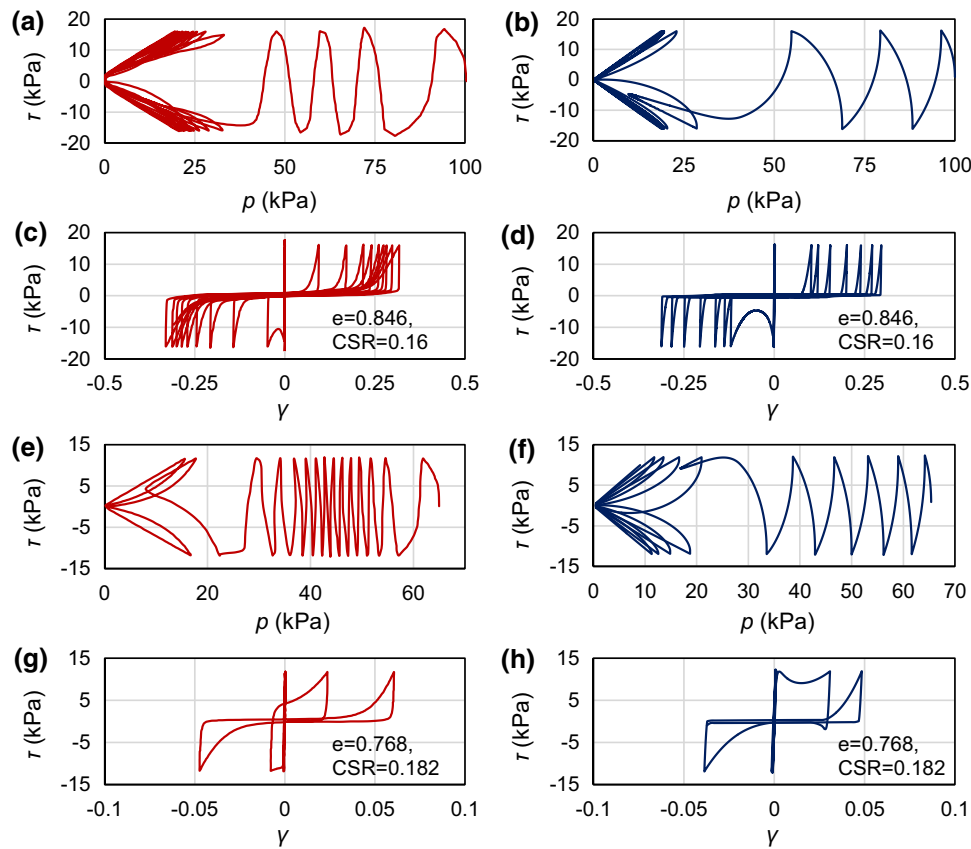 (a)
20
10
0
-10
-20
τ (kPa)
0 25 50 75 100
p (kPa)
(b)
20
10
0
-10
-20
τ (kPa)
0 25 50 75 100
p (kPa)
(c)
20
10
0
-10
-20
τ (kPa)
e=0.846,
CSR=0.16
-0.5 -0.25 0 0.25 0.5
γ
(d)
20
10
0
-10
-20
τ (kPa)
e=0.846,
CSR=0.16
-0.5 -0.25 0 0.25 0.5
γ
(e)
15
5
-5
-15
τ (kPa)
0 20 40 60
p (kPa)
(f)
15
5
-5
-15
τ (kPa)
0 10 20 30 40 50 60 70
p (kPa)
(g)
15
5
-5
-15
τ (kPa)
e=0.768,
CSR=0.182
-0.1 -0.05 0 0.05 0.1
γ
(h)
15
5
-5
-15
τ (kPa)
e=0.768,
CSR=0.182
-0.1 -0.05 0 0.05 0.1
γ